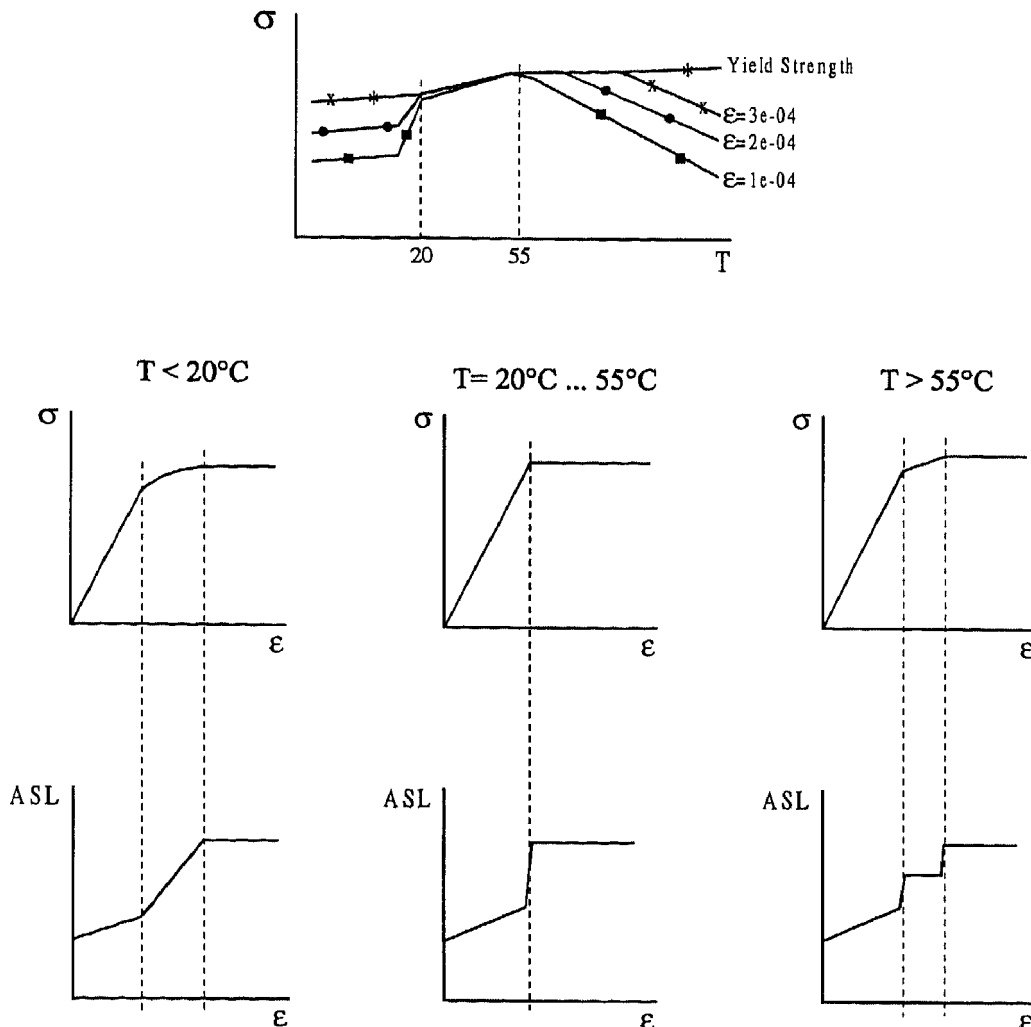 σ
Yield Strength
ε=3e-04
ε=2e-04
ε=1e-04
20
55
T
T < 20°C
T= 20°C ... 55°C
T > 55°C
σ
σ
σ
ε
ε
ε
ASL
ASL
ASL
ε
ε
ε